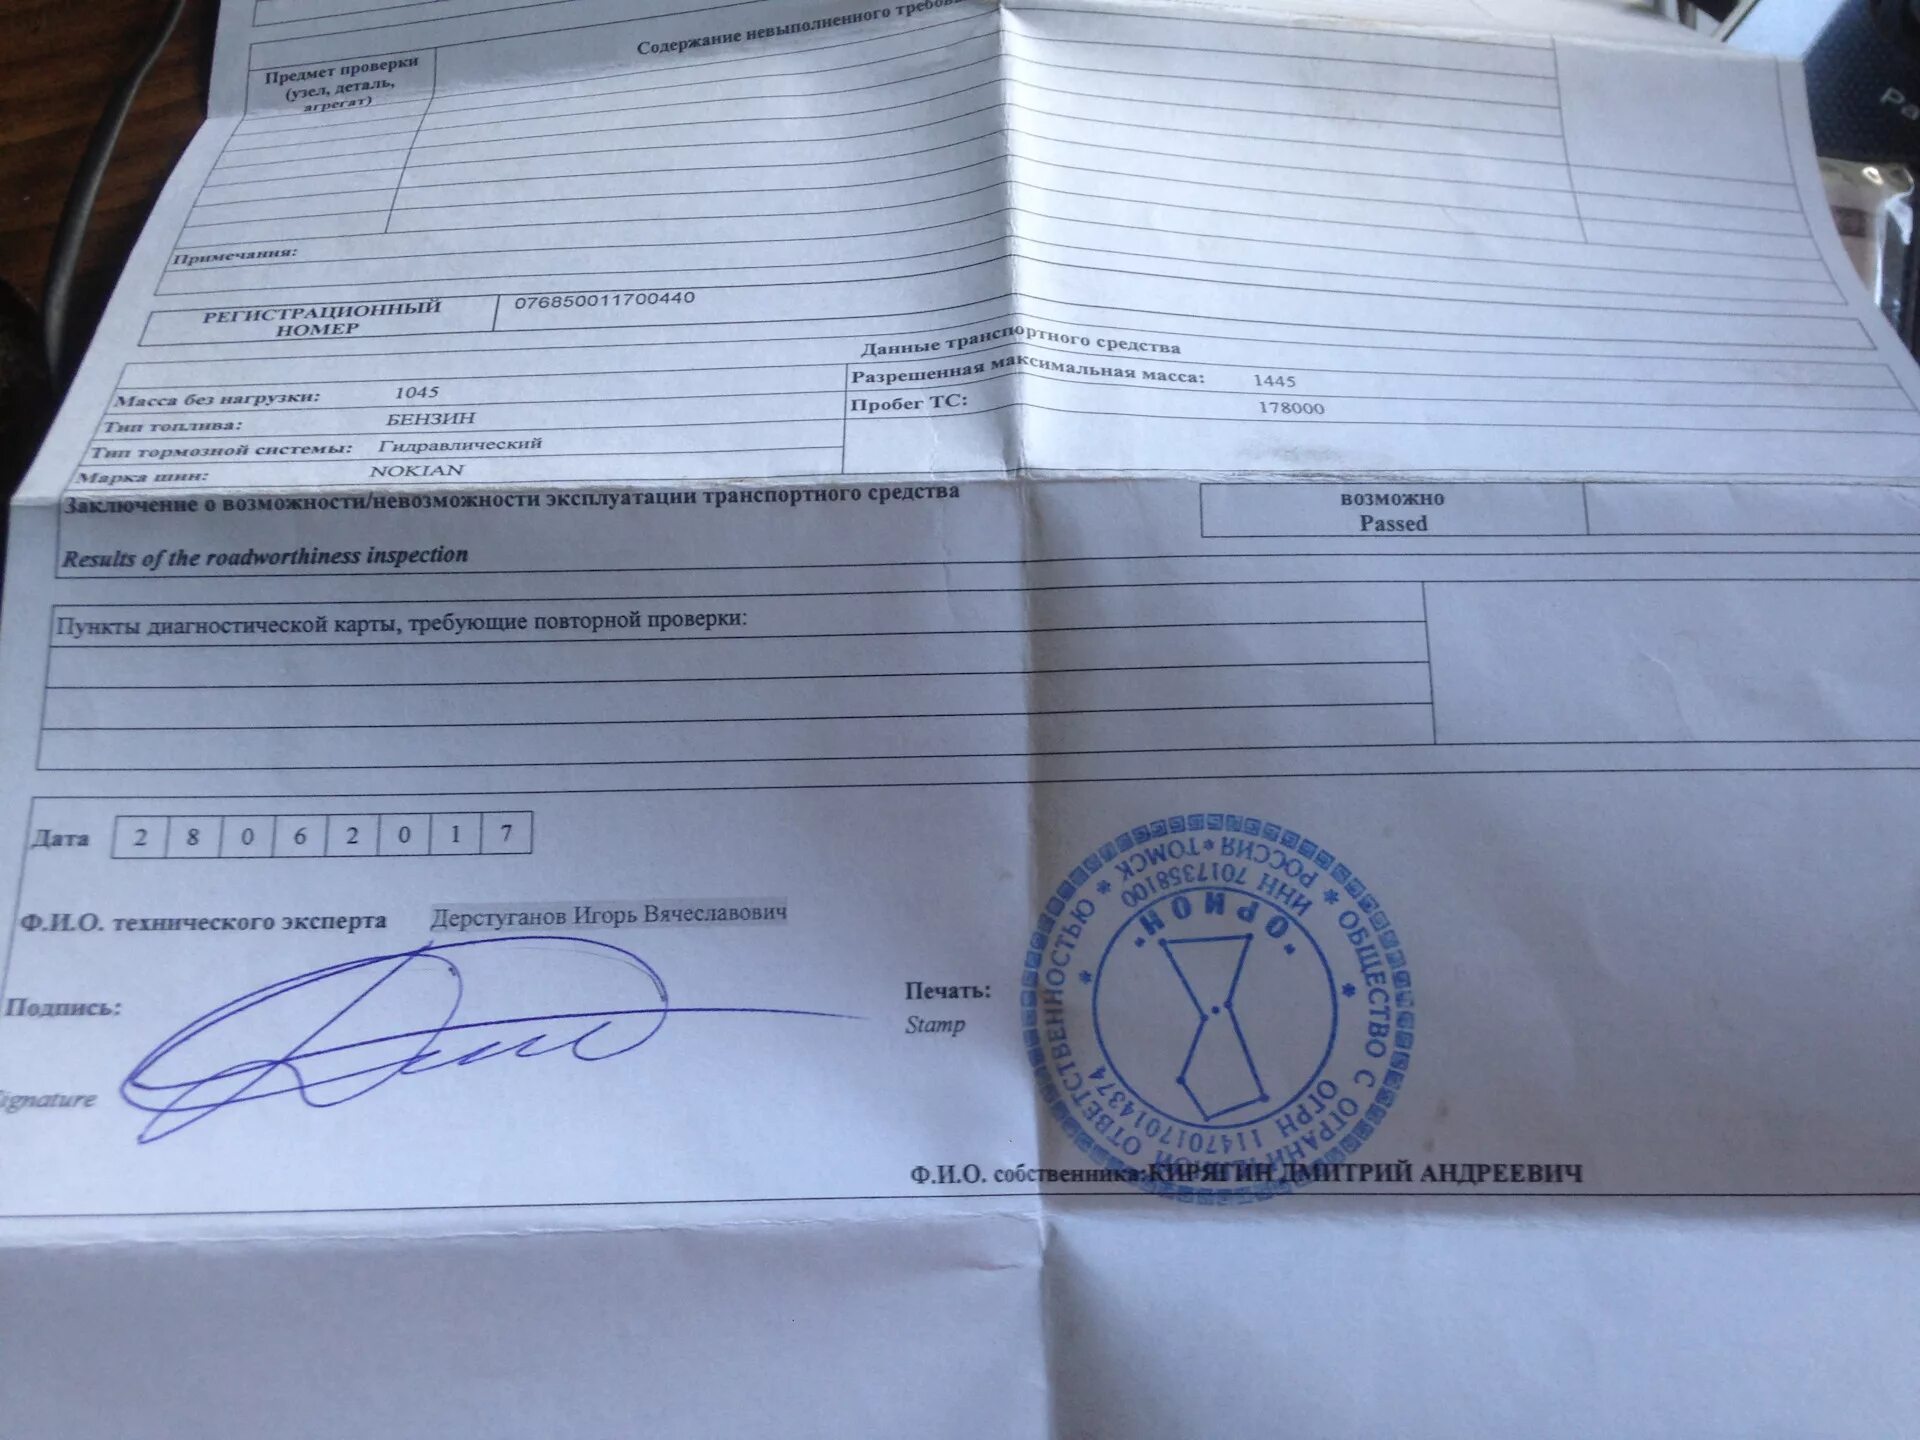 Содержание невыполненного
Предмет проверки
(узел, деталь,
агрегат)
Примечания:
РЕГИСТРАЦИОННЫЙ
НОМЕР
076850011700440
Данные транспортного средства
Масса без нагрузки: 1045
Разрешенная максимальная масса: 1445
Тип топлива: БЕНЗИН
Пробег ТС: 178000
Тип тормозной системы: Гидравлический
Марка шин: NOKIAN
Заключение о возможности/невозможности эксплуатации транспортного средства
Results of the roadworthiness inspection
возможно
Passed
Пункты диагностической карты, требующие повторной проверки:
Дата 2 8 0 6 2 0 1 7
Ф.И.О. технического эксперта Дерстуганов Игорь Вячеславович
Подпись:
ignature
Печать:
Stamp
ОБЩЕСТВО С ОГРАНИЧЕННОЙ ОТВЕТСТВЕННОСТЬЮ
РОССИЯ * ТОМСК
ИНН 7017358100
ОРИОН
ОГРН 1147017014374
Ф.И.О. собственника:КИРЯГИН ДМИТРИЙ АНДРЕЕВИЧ